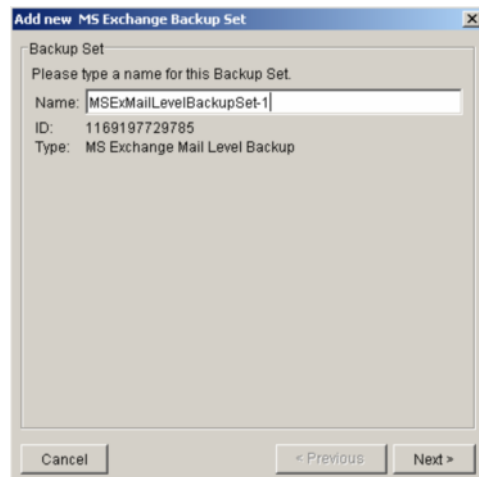 Add new MS Exchange Backup Set
Backup Set
Please type a name for this Backup Set.
Name: MSExMailLevelBackupSet-1
ID: 1169197729785
Type: MS Exchange Mail Level Backup
Cancel < Previous Next >